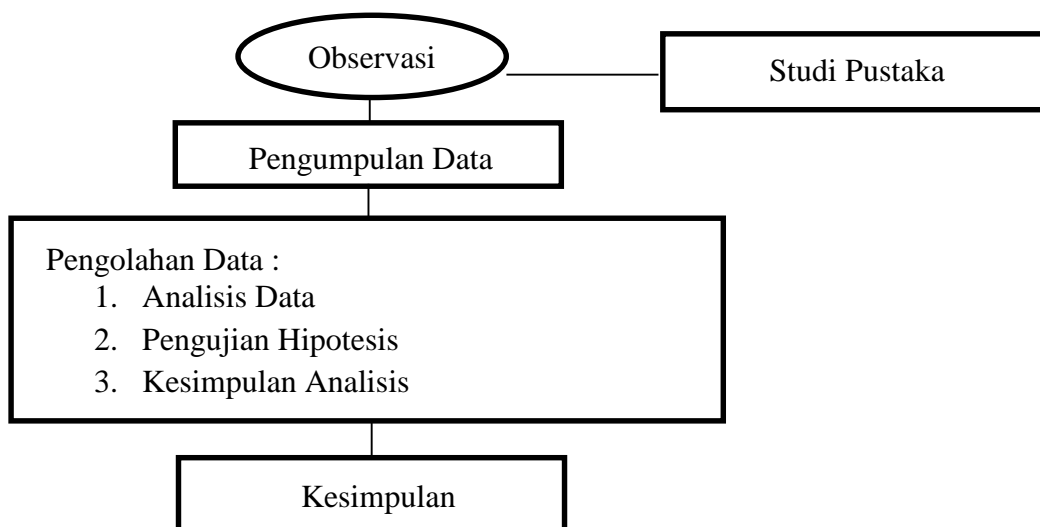 Observasi
Studi Pustaka
Pengumpulan Data
Pengolahan Data :
1. Analisis Data
2. Pengujian Hipotesis
3. Kesimpulan Analisis
Kesimpulan